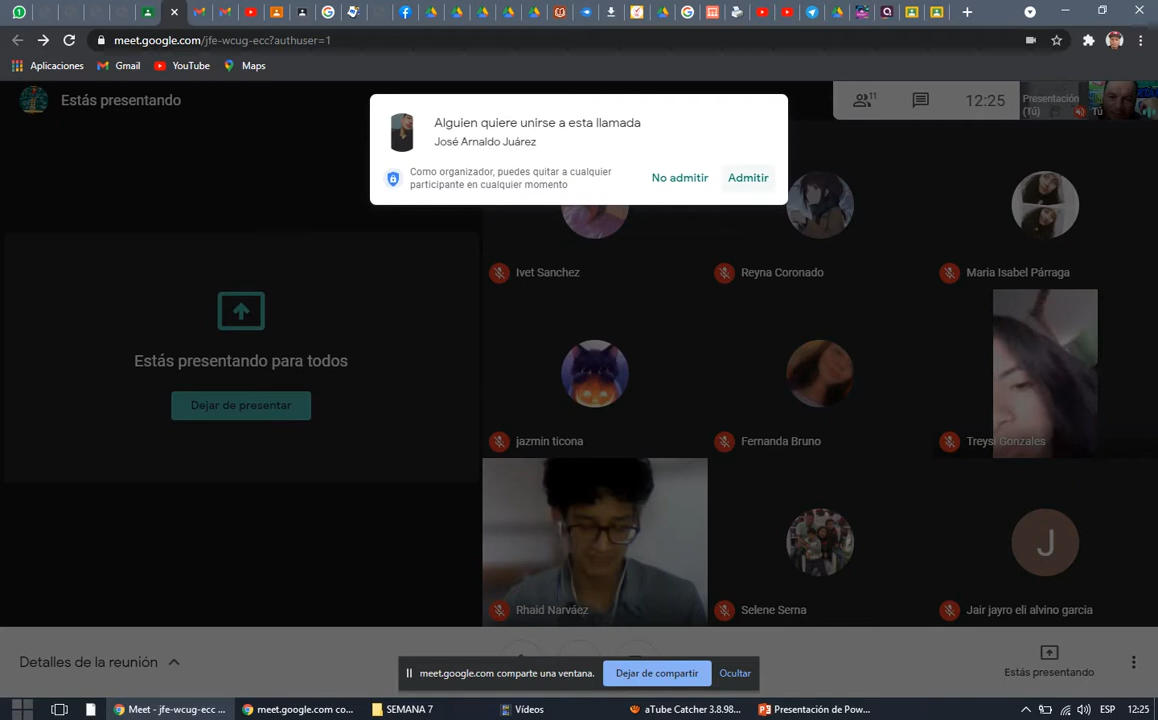 meet.google.com/jfe-wcug-ecc?authuser=1
Aplicaciones
Gmail
YouTube
Maps
Estás presentando
11
12:25
Presentación
(Tú)
Tú
Alguien quiere unirse a esta llamada
José Arnaldo Juárez
Como organizador, puedes quitar a cualquier
participante en cualquier momento
No admitir
Admitir
Ivet Sanchez
Reyna Coronado
Maria Isabel Párraga
Estás presentando para todos
Dejar de presentar
jazmin ticona
Fernanda Bruno
Treysi Gonzales
J
Rhaid Narváez
Selene Serna
Jair jayro eli alvino garcia
Detalles de la reunión
meet.google.com comparte una ventana.
Dejar de compartir
Ocultar
Estás presentando
Meet - jfe-wcug-ecc ...
meet.google.com co...
SEMANA 7
Vídeos
aTube Catcher 3.8.98...
Presentación de Pow...
ESP
12:25